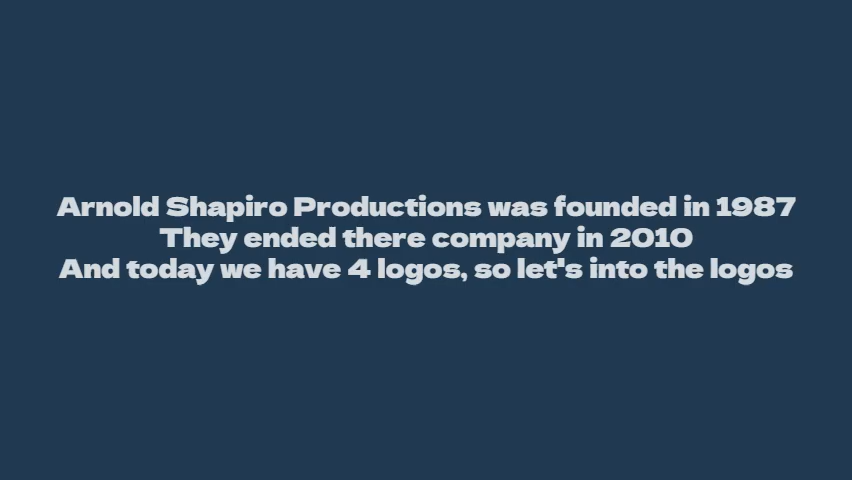 Arnold Shapiro Productions was founded in 1987
They ended there company in 2010
And today we have 4 logos, so let's into the logos